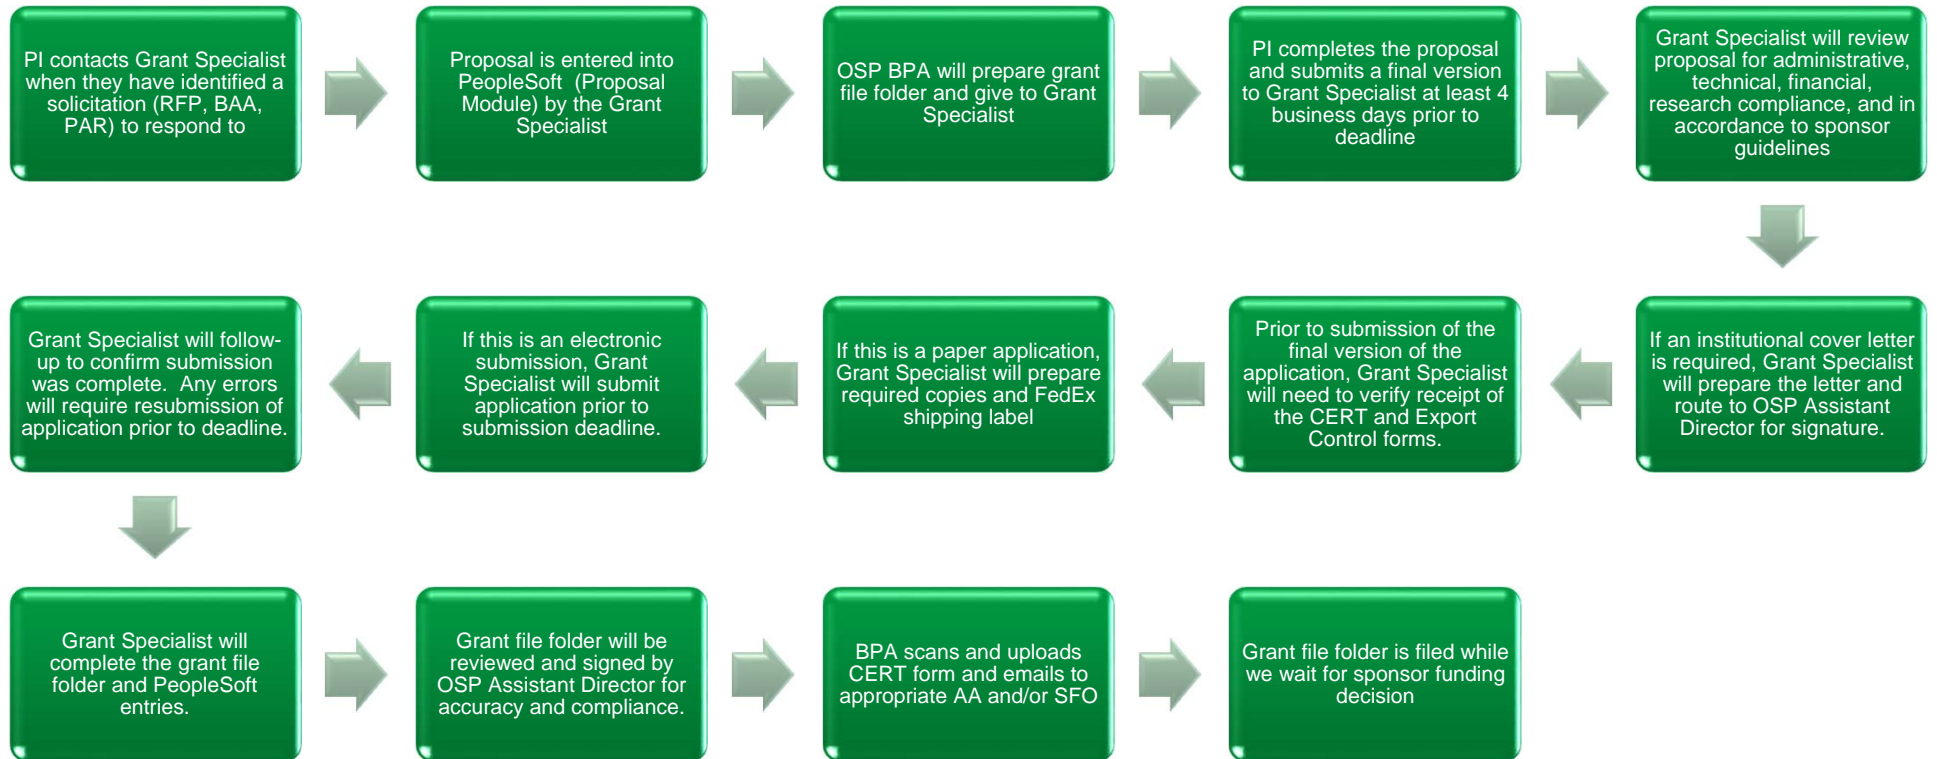 PI contacts Grant Specialist
when they have identified a
solicitation (RFP, BAA,
PAR) to respond to
Proposal is entered into
PeopleSoft (Proposal
Module) by the Grant
Specialist
OSP BPA will prepare grant
file folder and give to Grant
Specialist
PI completes the proposal
and submits a final version
to Grant Specialist at least 4
business days prior to
deadline
Grant Specialist will review
proposal for administrative,
technical, financial,
research compliance, and in
accordance to sponsor
guidelines
If an institutional cover letter
is required, Grant Specialist
will prepare the letter and
route to OSP Assistant
Director for signature.
Prior to submission of the
final version of the
application, Grant Specialist
will need to verify receipt of
the CERT and Export
Control forms.
If this is a paper application,
Grant Specialist will prepare
required copies and FedEx
shipping label
If this is an electronic
submission, Grant
Specialist will submit
application prior to
submission deadline.
Grant Specialist will follow-
up to confirm submission
was complete.  Any errors
will require resubmission of
application prior to deadline.
Grant Specialist will
complete the grant file
folder and PeopleSoft
entries.
Grant file folder will be
reviewed and signed by
OSP Assistant Director for
accuracy and compliance.
BPA scans and uploads
CERT form and emails to
appropriate AA and/or SFO
Grant file folder is filed while
we wait for sponsor funding
decision